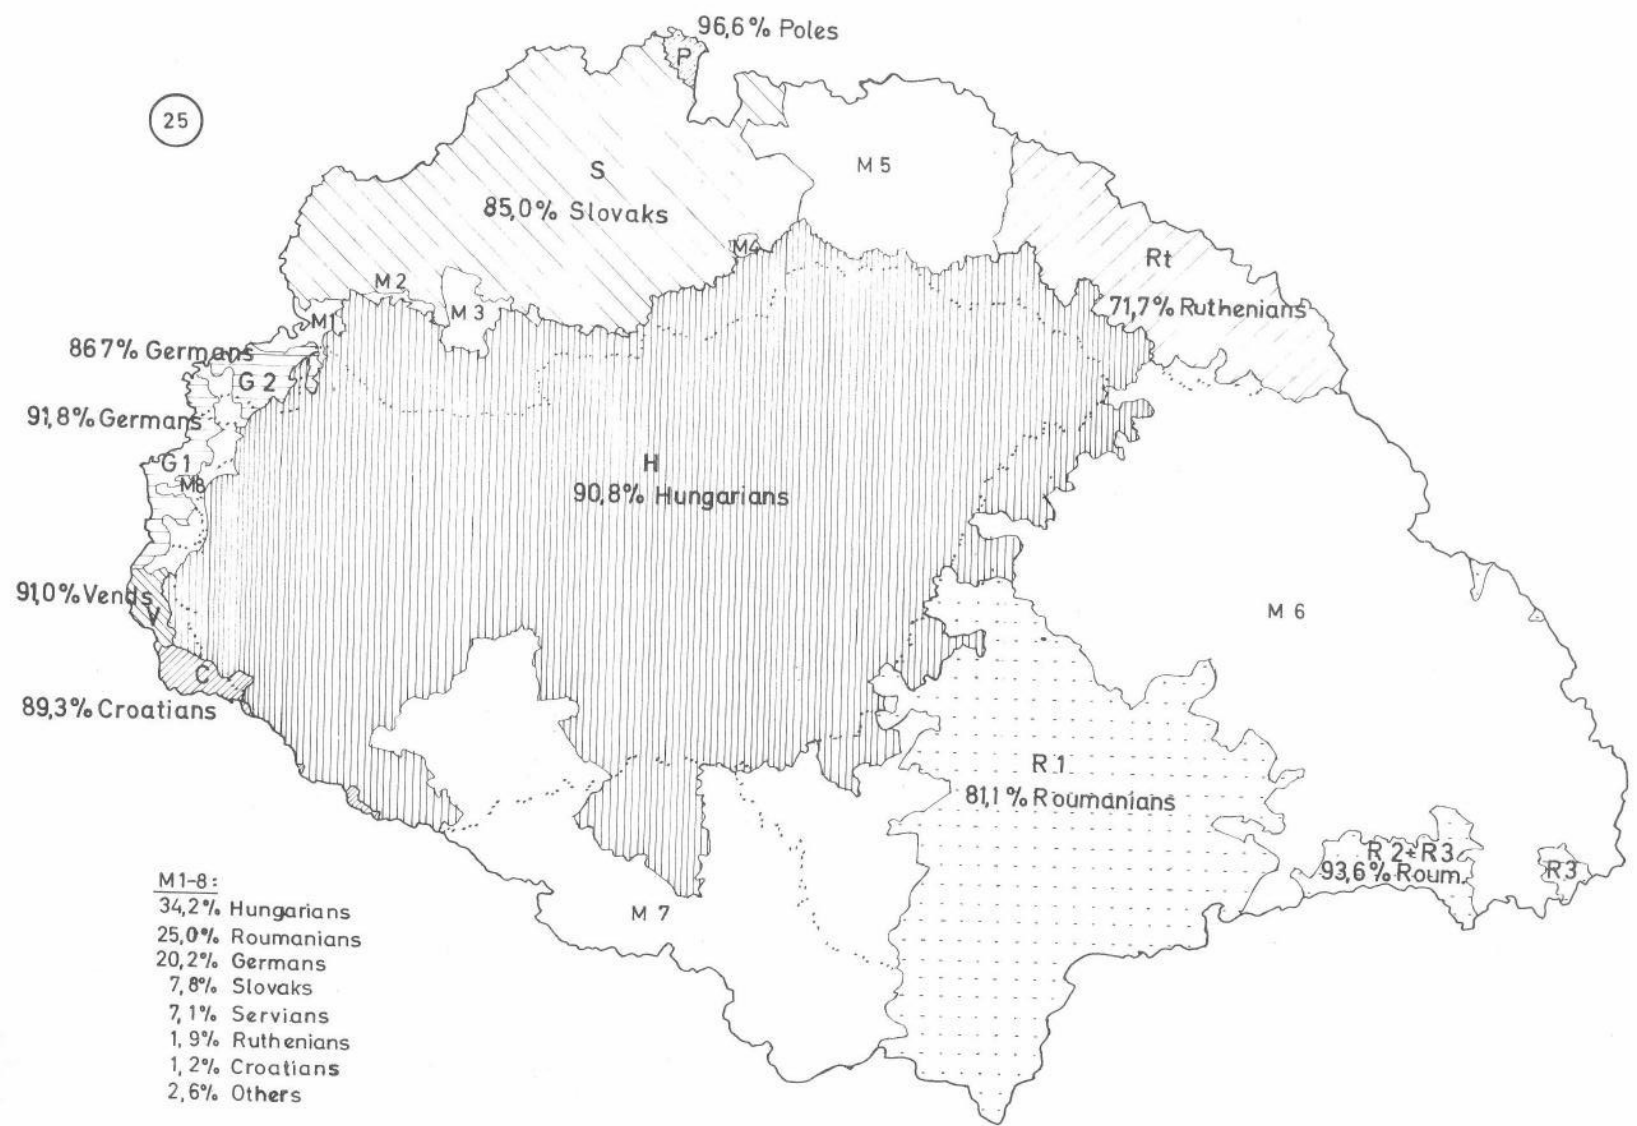 96,6% Poles
P
25
M 5
S
85,0% Slovaks
M4
Rt
M 2
71,7% Ruthenians
M 3
M1
867% Germans
G 2
91,8% Germans
G1
H
M8
90,8% Hungarians
91,0% Vends
V
M 6
C
89,3% Croatians
R 1
81,1% Roumanians
R 2+R3
93,6% Roum.
R3
M 7
M1-8:
34,2% Hungarians
25,0% Roumanians
20,2% Germans
7,8% Slovaks
7,1% Servians
1,9% Ruthenians
1,2% Croatians
2,6% Others